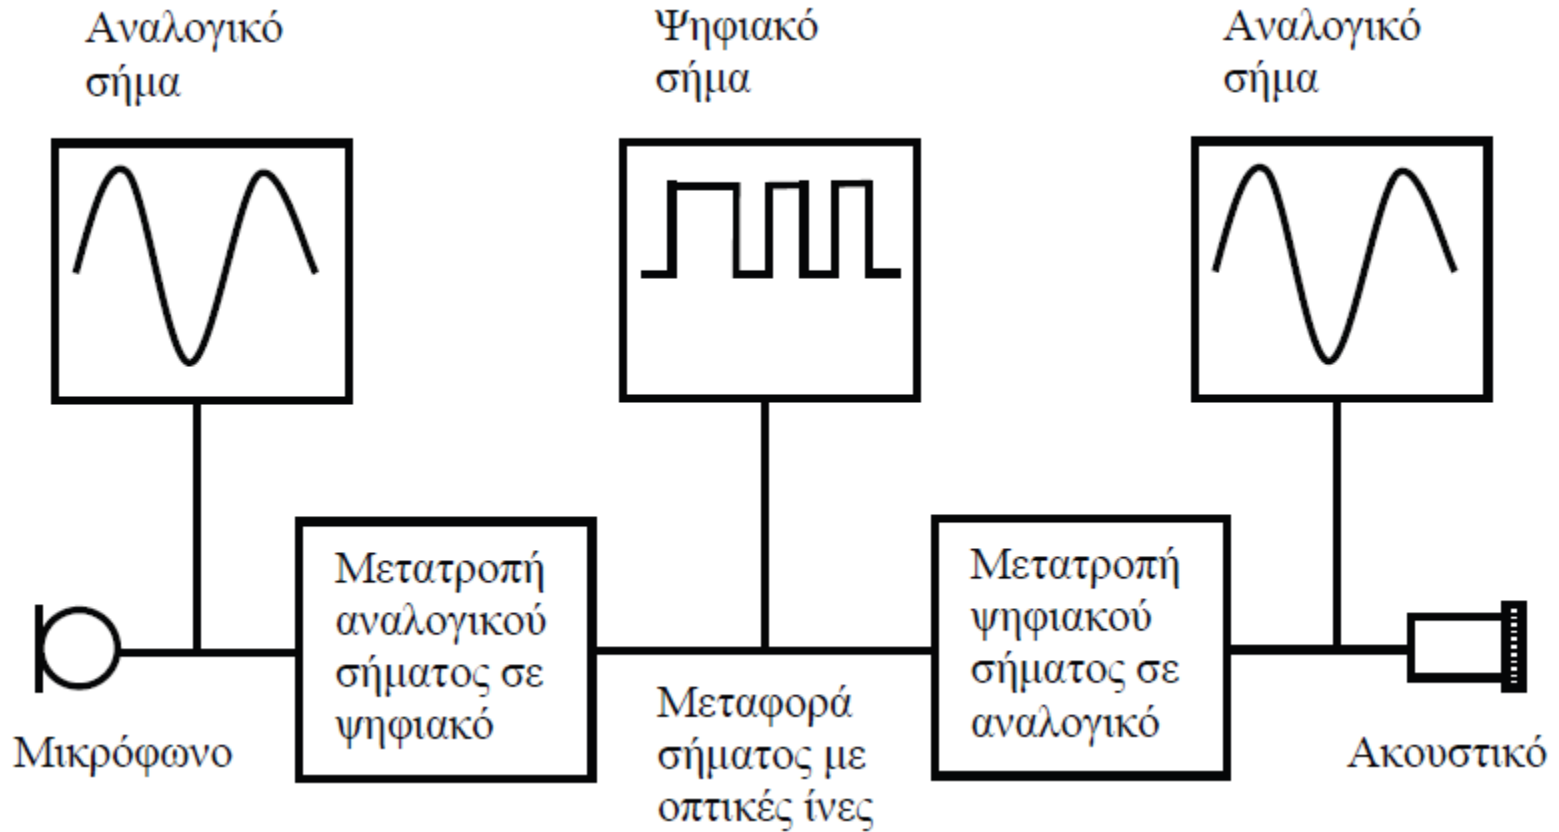 Αναλογικό
σήμα
Ψηφιακό
σήμα
Αναλογικό
σήμα
Μετατροπή
αναλογικού
σήματος σε
ψηφιακό
Μετατροπή
ψηφιακού
σήματος σε
αναλογικό
Μικρόφωνο
Μεταφορά
σήματος με
οπτικές ίνες
Ακουστικό